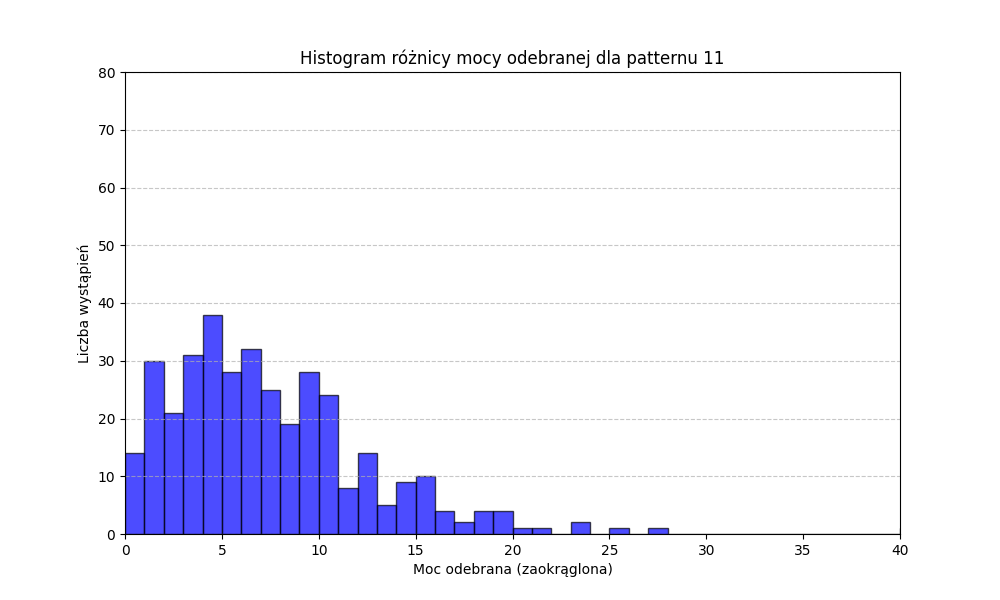 Histogram różnicy mocy odebranej dla patternu 11
80
70
60
50
40
30
20
10
0
Liczba wystąpień
0 5 10 15 20 25 30 35 40
Moc odebrana (zaokrąglona)